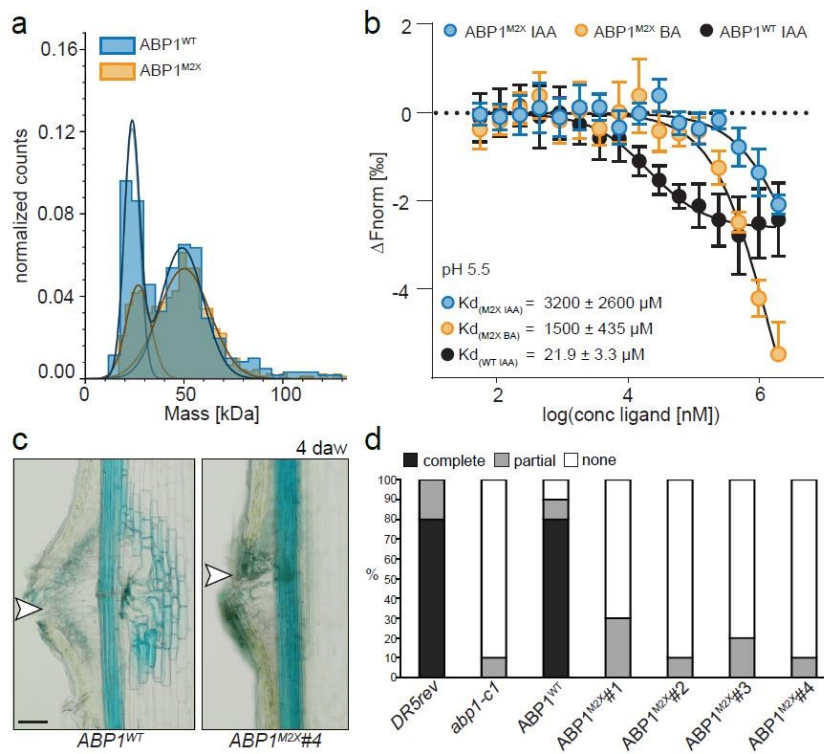 a
ABP1WT
ABP1M2X
normalized counts
0.16
0.12
0.08
0.04
0.00
0
50
100
Mass [kDa]
b
ABP1M2X IAA
ABP1M2X BA
ABP1WT IAA
ΔFnorm [‰]
2
0
-2
-4
pH 5.5
Kd(M2X IAA) = 3200 ± 2600 µM
Kd(M2X BA) = 1500 ± 435 µM
Kd(WT IAA) = 21.9 ± 3.3 µM
2
4
6
log(conc ligand [nM])
c
4 daw
ABP1WT
ABP1M2X#4
d
complete
partial
none
100
90
80
70
60
50
40
30
20
10
0
%
DR5rev
abp1-c1
ABP1WT
ABP1M2X#1
ABP1M2X#2
ABP1M2X#3
ABP1M2X#4